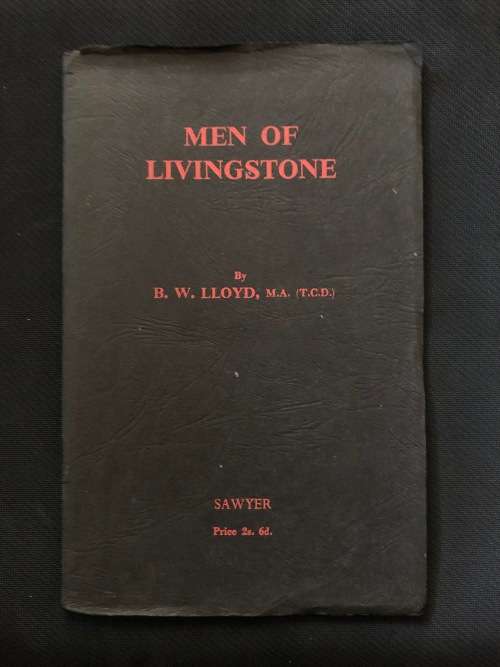 MEN OF
LIVINGSTONE
By
B. W. LLOYD, M.A. (T.C.D.)
SAWYER
Price 2s. 6d.